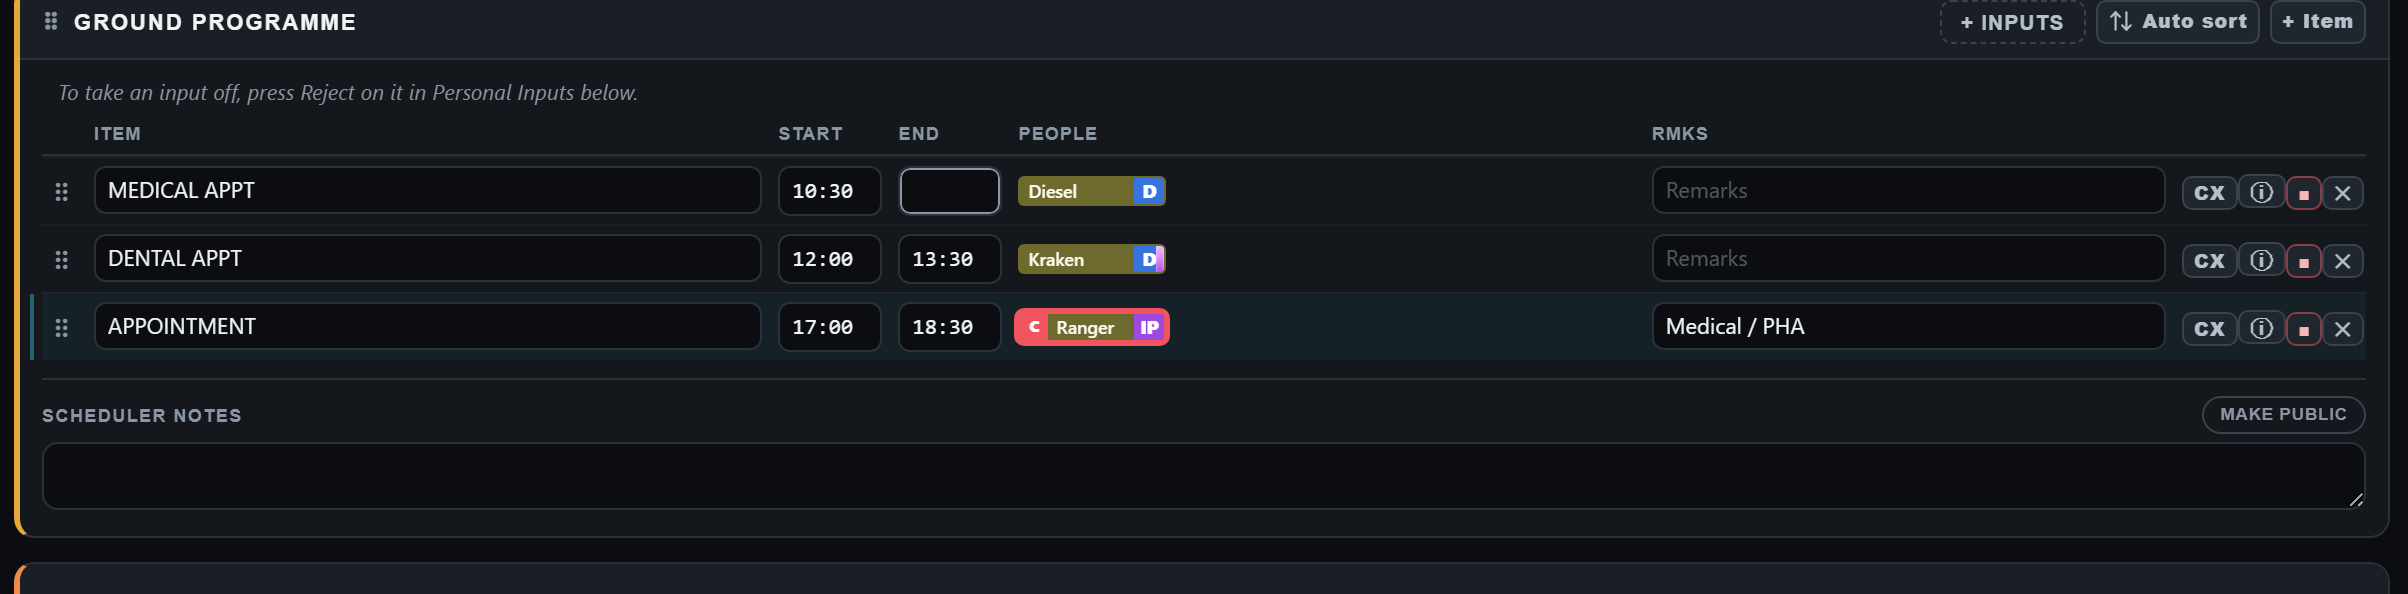 GROUND PROGRAMME + INPUTS Auto sort + Item
To take an input off, press Reject on it in Personal Inputs below.
ITEM START END PEOPLE RMKS
MEDICAL APPT 10:30 Diesel D Remarks CX
DENTAL APPT 12:00 13:30 Kraken D Remarks CX
APPOINTMENT 17:00 18:30 C Ranger IP Medical / PHA CX
SCHEDULER NOTES MAKE PUBLIC